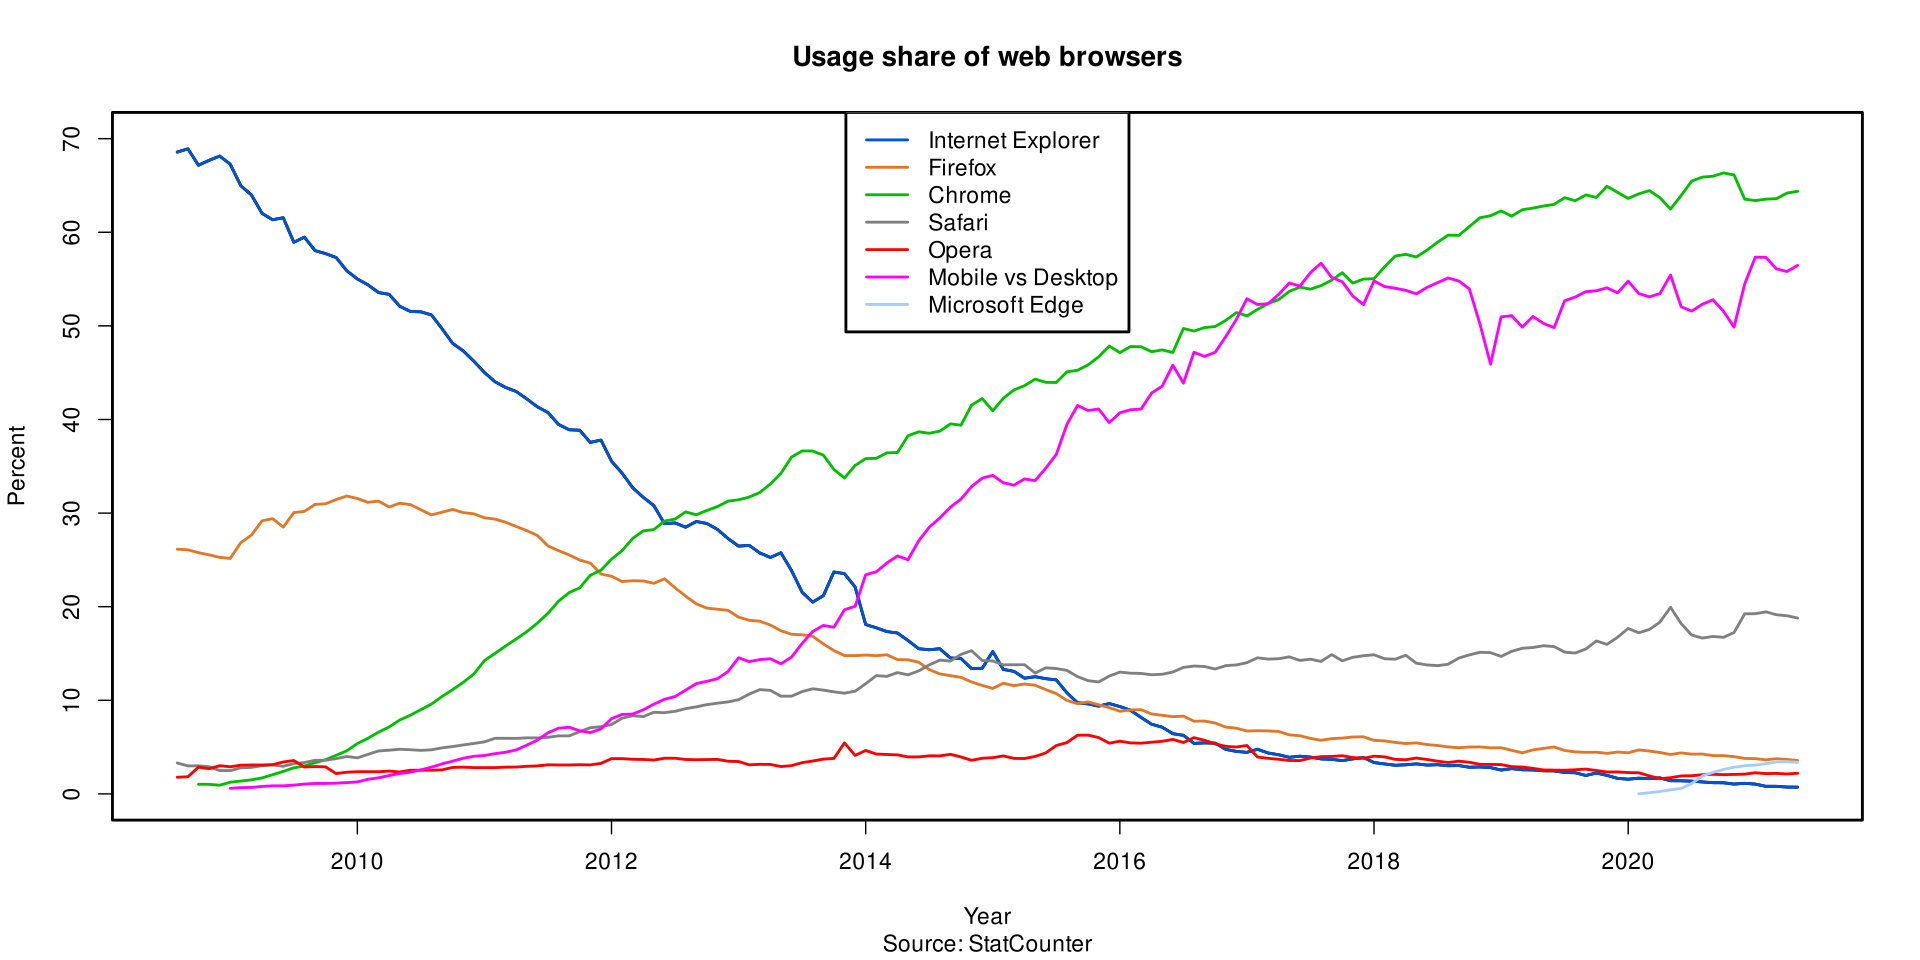 Usage share of web browsers
Internet Explorer
Firefox
Chrome
Safari
Opera
Mobile vs Desktop
Microsoft Edge
70
60
50
40
30
20
10
0
Percent
2010 2012 2014 2016 2018 2020
Year
Source: StatCounter